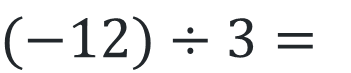 (−12) ÷ 3 =